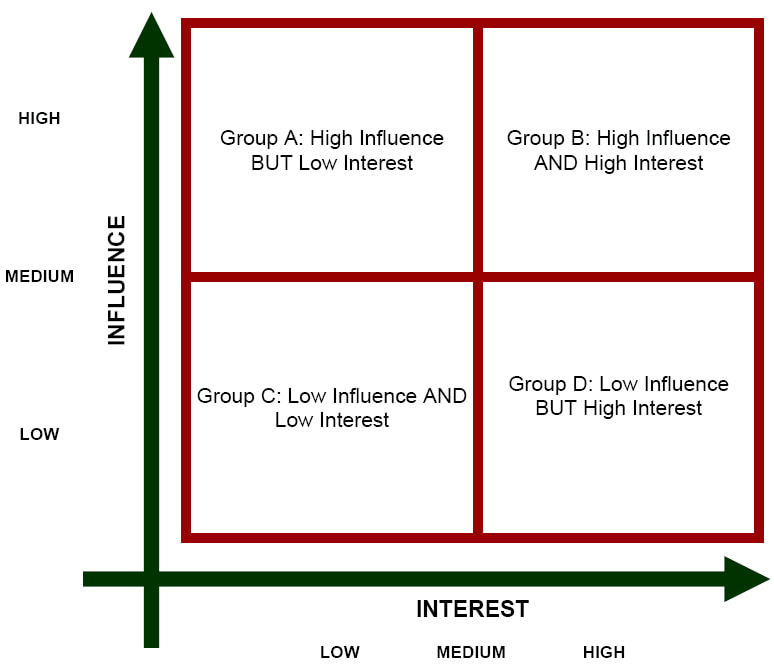 HIGH
Group A: High Influence
BUT Low Interest
Group B: High Influence
AND High Interest
INFLUENCE
MEDIUM
Group C: Low Influence AND
Low Interest
Group D: Low Influence
BUT High Interest
LOW
INTEREST
LOW
MEDIUM
HIGH